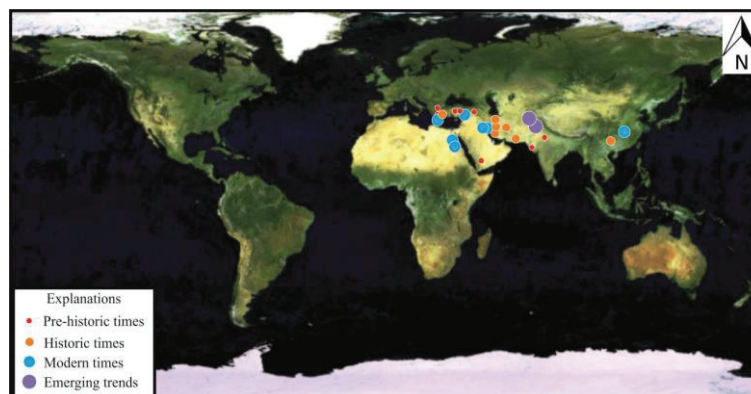 N
Explanations
Pre-historic times
Historic times
Modern times
Emerging trends